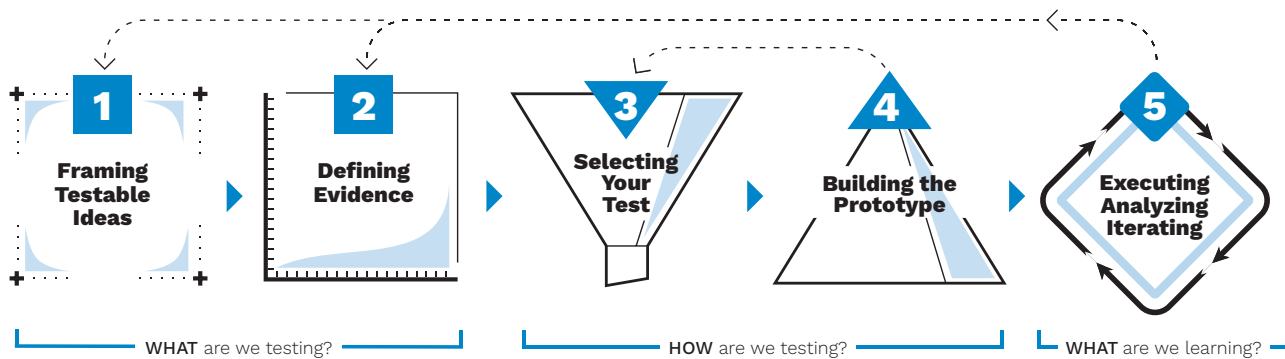 1
Framing
Testable
Ideas
2
Defining
Evidence
3
Selecting
Your
Test
4
Building the
Prototype
5
Executing
Analyzing
Iterating
WHAT are we testing?
HOW are we testing?
WHAT are we learning?